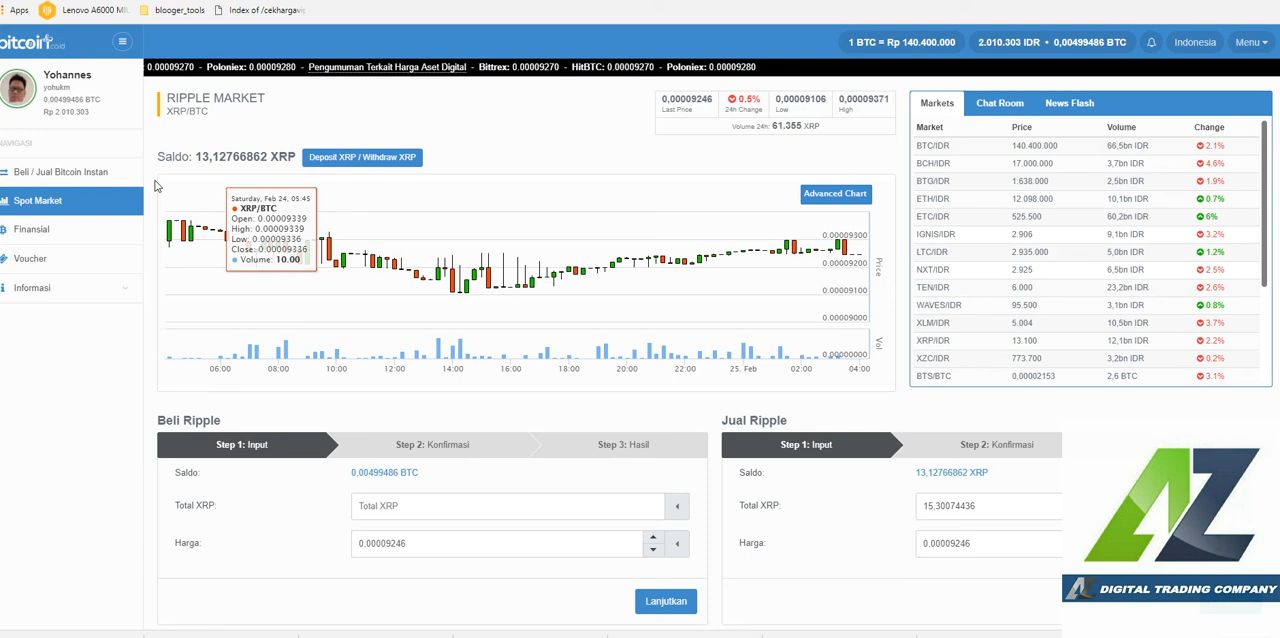 Apps Lenovo A6000 blooger_tools Index of /cekhargavi
bitcoin.co.id
1 BTC = Rp 140.400.000 2.010.303 IDR • 0,00499486 BTC Indonesia Menu
Yohannes
yohukm
0,00499486 BTC
Rp 2.010.303
NAVIGASI
Beli / Jual Bitcoin Instan
Spot Market
Finansial
Voucher
Informasi
0.00009270 - Poloniex: 0.00009280 - Pengumuman Terkait Harga Aset Digital - Bittrex: 0.00009270 - HitBTC: 0.00009270 - Poloniex: 0.00009280
RIPPLE MARKET
XRP/BTC
0,00009246 0.5% 0,00009106 0,00009371
Last Price 24h Change Low High
Volume 24h: 61.355 XRP
Saldo: 13,12766862 XRP Deposit XRP / Withdraw XRP
Advanced Chart
Saturday, Feb 24, 05:45
XRP/BTC
Open: 0.00009339
High: 0.00009339
Low: 0.00009336
Close: 0.00009336
Volume: 10.00
0.00009300
0.00009200
0.00009100
0.00009000
Price
0.00000000
Vol
06:00 08:00 10:00 12:00 14:00 16:00 18:00 20:00 22:00 25. Feb 02:00 04:00
Markets Chat Room News Flash
Market Price Volume Change
BTC/IDR 140.400.000 66,5bn IDR 2.1%
BCH/IDR 17.000.000 3,7bn IDR 4.6%
BTG/IDR 1.638.000 2,5bn IDR 1.9%
ETH/IDR 12.098.000 10,1bn IDR 0.7%
ETC/IDR 525.500 60,2bn IDR 6%
IGNIS/IDR 2.906 9,1bn IDR 3.2%
LTC/IDR 2.935.000 5,0bn IDR 1.2%
NXT/IDR 2.925 6,5bn IDR 2.5%
TEN/IDR 6.000 23,2bn IDR 2.6%
WAVES/IDR 95.500 3,1bn IDR 0.8%
XLM/IDR 5.004 10,5bn IDR 3.7%
XRP/IDR 13.100 12,1bn IDR 2.2%
XZC/IDR 773.700 3,2bn IDR 0.2%
BTS/BTC 0,00002153 2,6 BTC 3.1%
Beli Ripple
Step 1: Input Step 2: Konfirmasi Step 3: Hasil
Saldo: 0,00499486 BTC
Total XRP: Total XRP
Harga: 0,00009246
Lanjutkan
Jual Ripple
Step 1: Input Step 2: Konfirmasi
Saldo: 13,12766862 XRP
Total XRP: 15,30074436
Harga: 0,00009246
AZ
AZ DIGITAL TRADING COMPANY